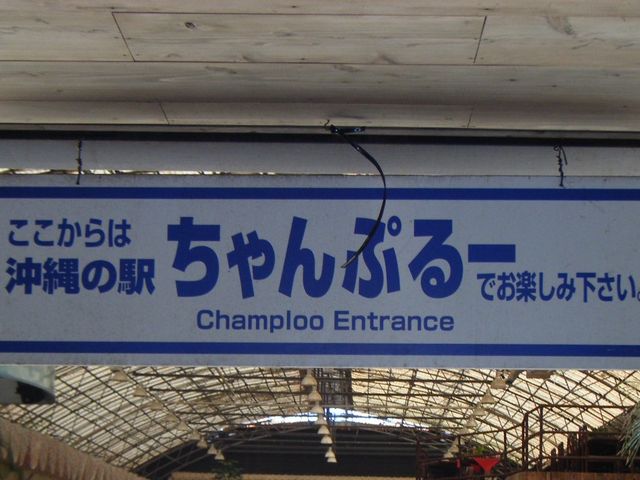 ここからは
沖縄の駅 ちゃんぷるー でお楽しみ下さい。
Champloo Entrance